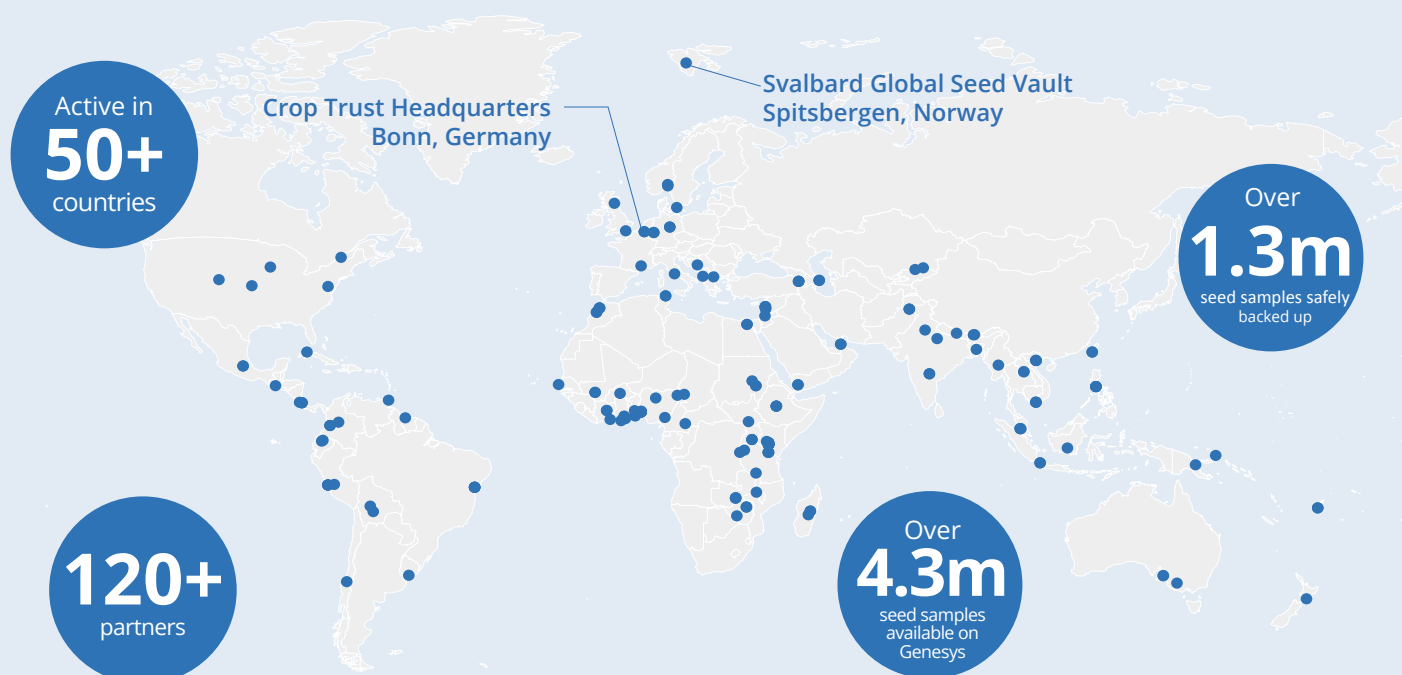 Active in
50+
countries
Crop Trust Headquarters
Bonn, Germany
Svalbard Global Seed Vault
Spitsbergen, Norway
Over
1.3m
seed samples safely
backed up
120+
partners
Over
4.3m
seed samples
available on
Genesys